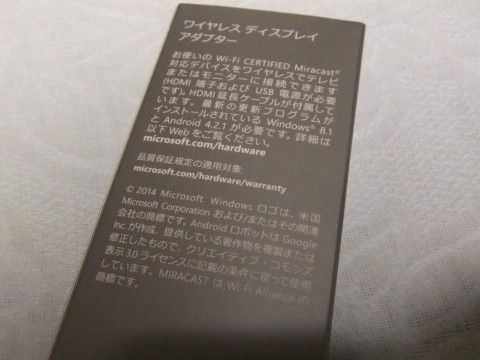 ワイヤレス ディスプレイ
アダプター
お使いの Wi-Fi CERTIFIED Miracast®
対応デバイスをワイヤレスでテレビ
またはモニターに接続できます
(HDMI 端子および USB 電源が必要
です)。HDMI延長ケーブルが付属して
います。最新の更新プログラムが
インストールされている Windows® 8.1
と Android 4.2.1 が必要です。詳細は
以下 Web をご覧ください。
microsoft.com/hardware
品質保証規定の適用対象:
microsoft.com/hardware/warranty
© 2014 Microsoft. Windows ロゴは、米国
Microsoft Corporation および/またはその関連
会社の商標です。Android ロボットは Google
Inc.が作成、提供している著作物を複製または
修正したもので、クリエイティブ・コモンズ
表示3.0ライセンスに記載の条件に従って使用
しています。MIRACAST は Wi-Fi Alliance の
商標です。